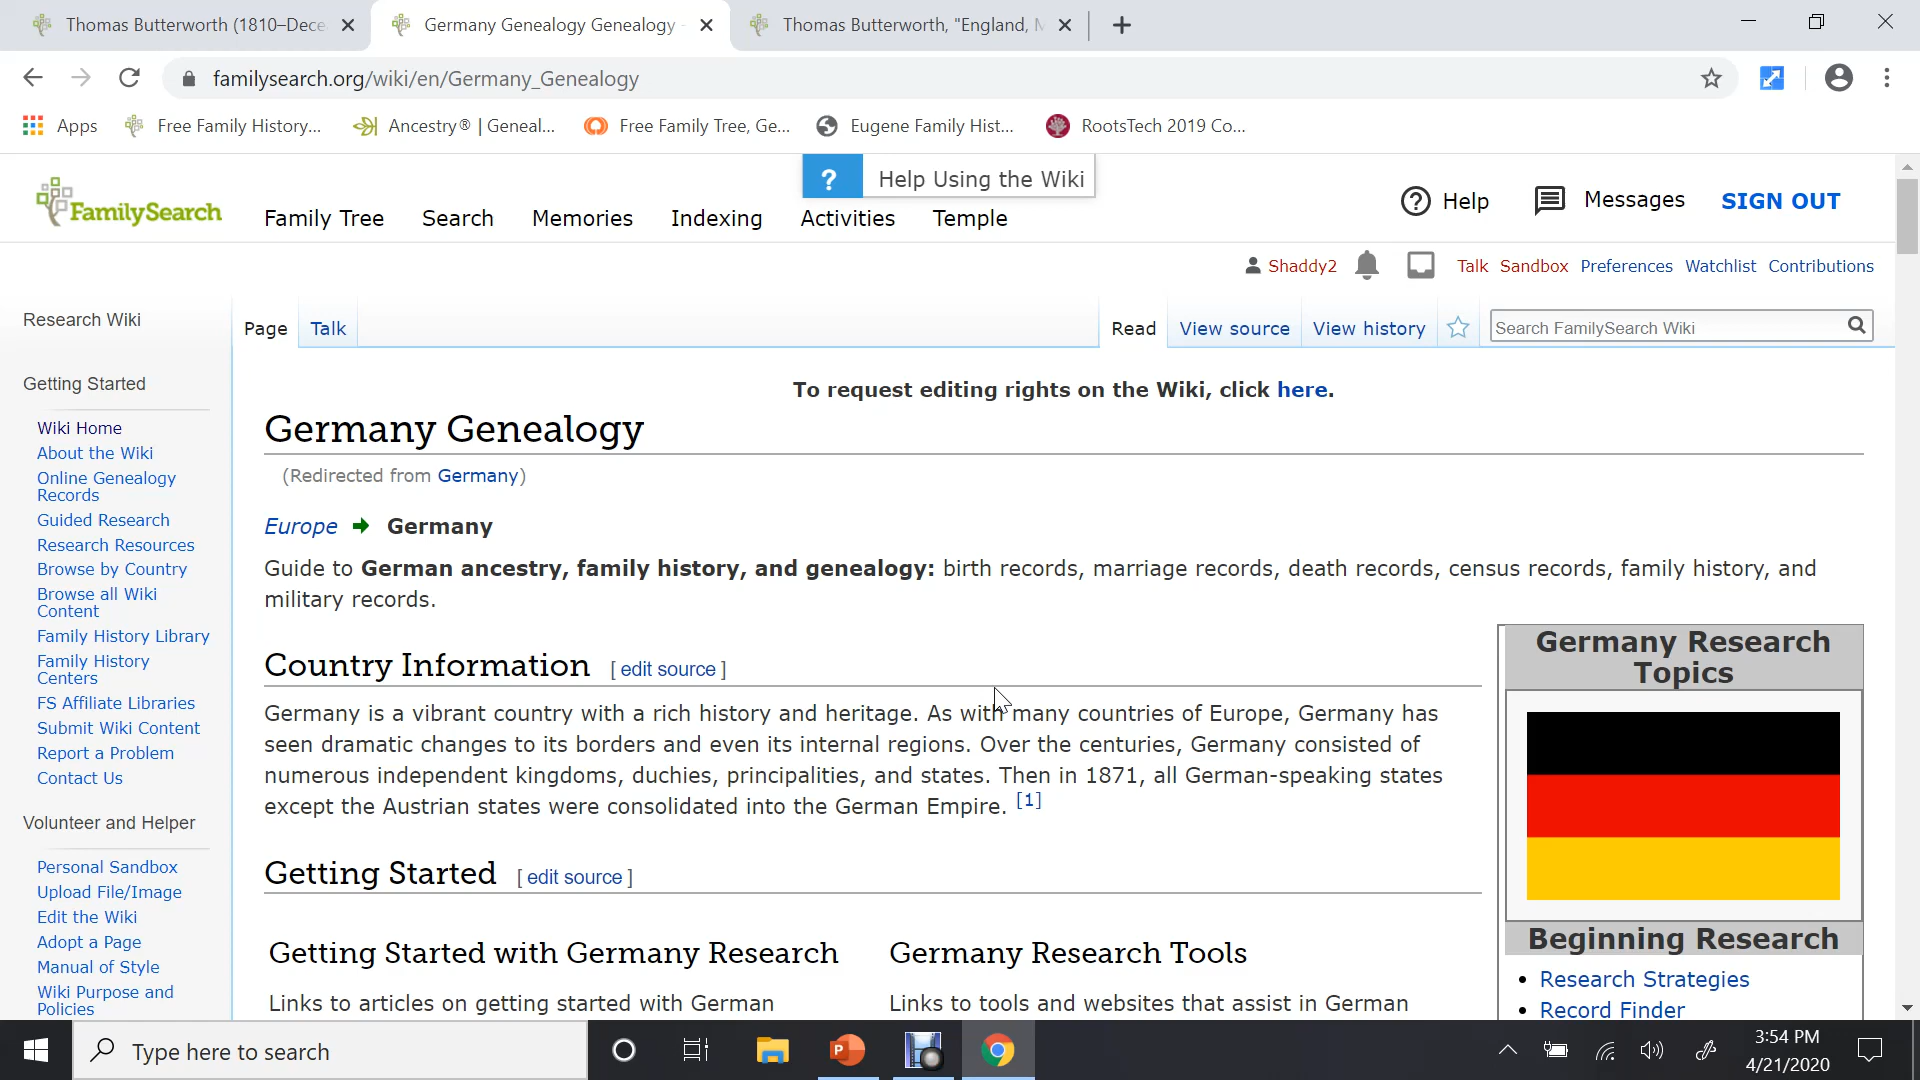 Thomas Butterworth (1810–Dece
Germany Genealogy Genealogy
Thomas Butterworth, "England, M
familysearch.org/wiki/en/Germany_Genealogy
Apps
Free Family History...
Ancestry® | Geneal...
Free Family Tree, Ge...
Eugene Family Hist...
RootsTech 2019 Co...
? Help Using the Wiki
FamilySearch
Family Tree
Search
Memories
Indexing
Activities
Temple
Help
Messages
SIGN OUT
Shaddy2
Talk
Sandbox
Preferences
Watchlist
Contributions
Research Wiki
Page
Talk
Read
View source
View history
Search FamilySearch Wiki
Getting Started
Wiki Home
About the Wiki
Online Genealogy
Records
Guided Research
Research Resources
Browse by Country
Browse all Wiki
Content
Family History Library
Family History
Centers
FS Affiliate Libraries
Submit Wiki Content
Report a Problem
Contact Us
Volunteer and Helper
Personal Sandbox
Upload File/Image
Edit the Wiki
Adopt a Page
Manual of Style
Wiki Purpose and
Policies
To request editing rights on the Wiki, click here.
Germany Genealogy
(Redirected from Germany)
Europe Germany
Guide to German ancestry, family history, and genealogy: birth records, marriage records, death records, census records, family history, and
military records.
Country Information [ edit source ]
Germany is a vibrant country with a rich history and heritage. As with many countries of Europe, Germany has
seen dramatic changes to its borders and even its internal regions. Over the centuries, Germany consisted of
numerous independent kingdoms, duchies, principalities, and states. Then in 1871, all German-speaking states
except the Austrian states were consolidated into the German Empire. [1]
Getting Started [ edit source ]
Getting Started with Germany Research
Links to articles on getting started with German
Germany Research Tools
Links to tools and websites that assist in German
Germany Research
Topics
Beginning Research
Research Strategies
Record Finder
Type here to search
P
3:54 PM
4/21/2020